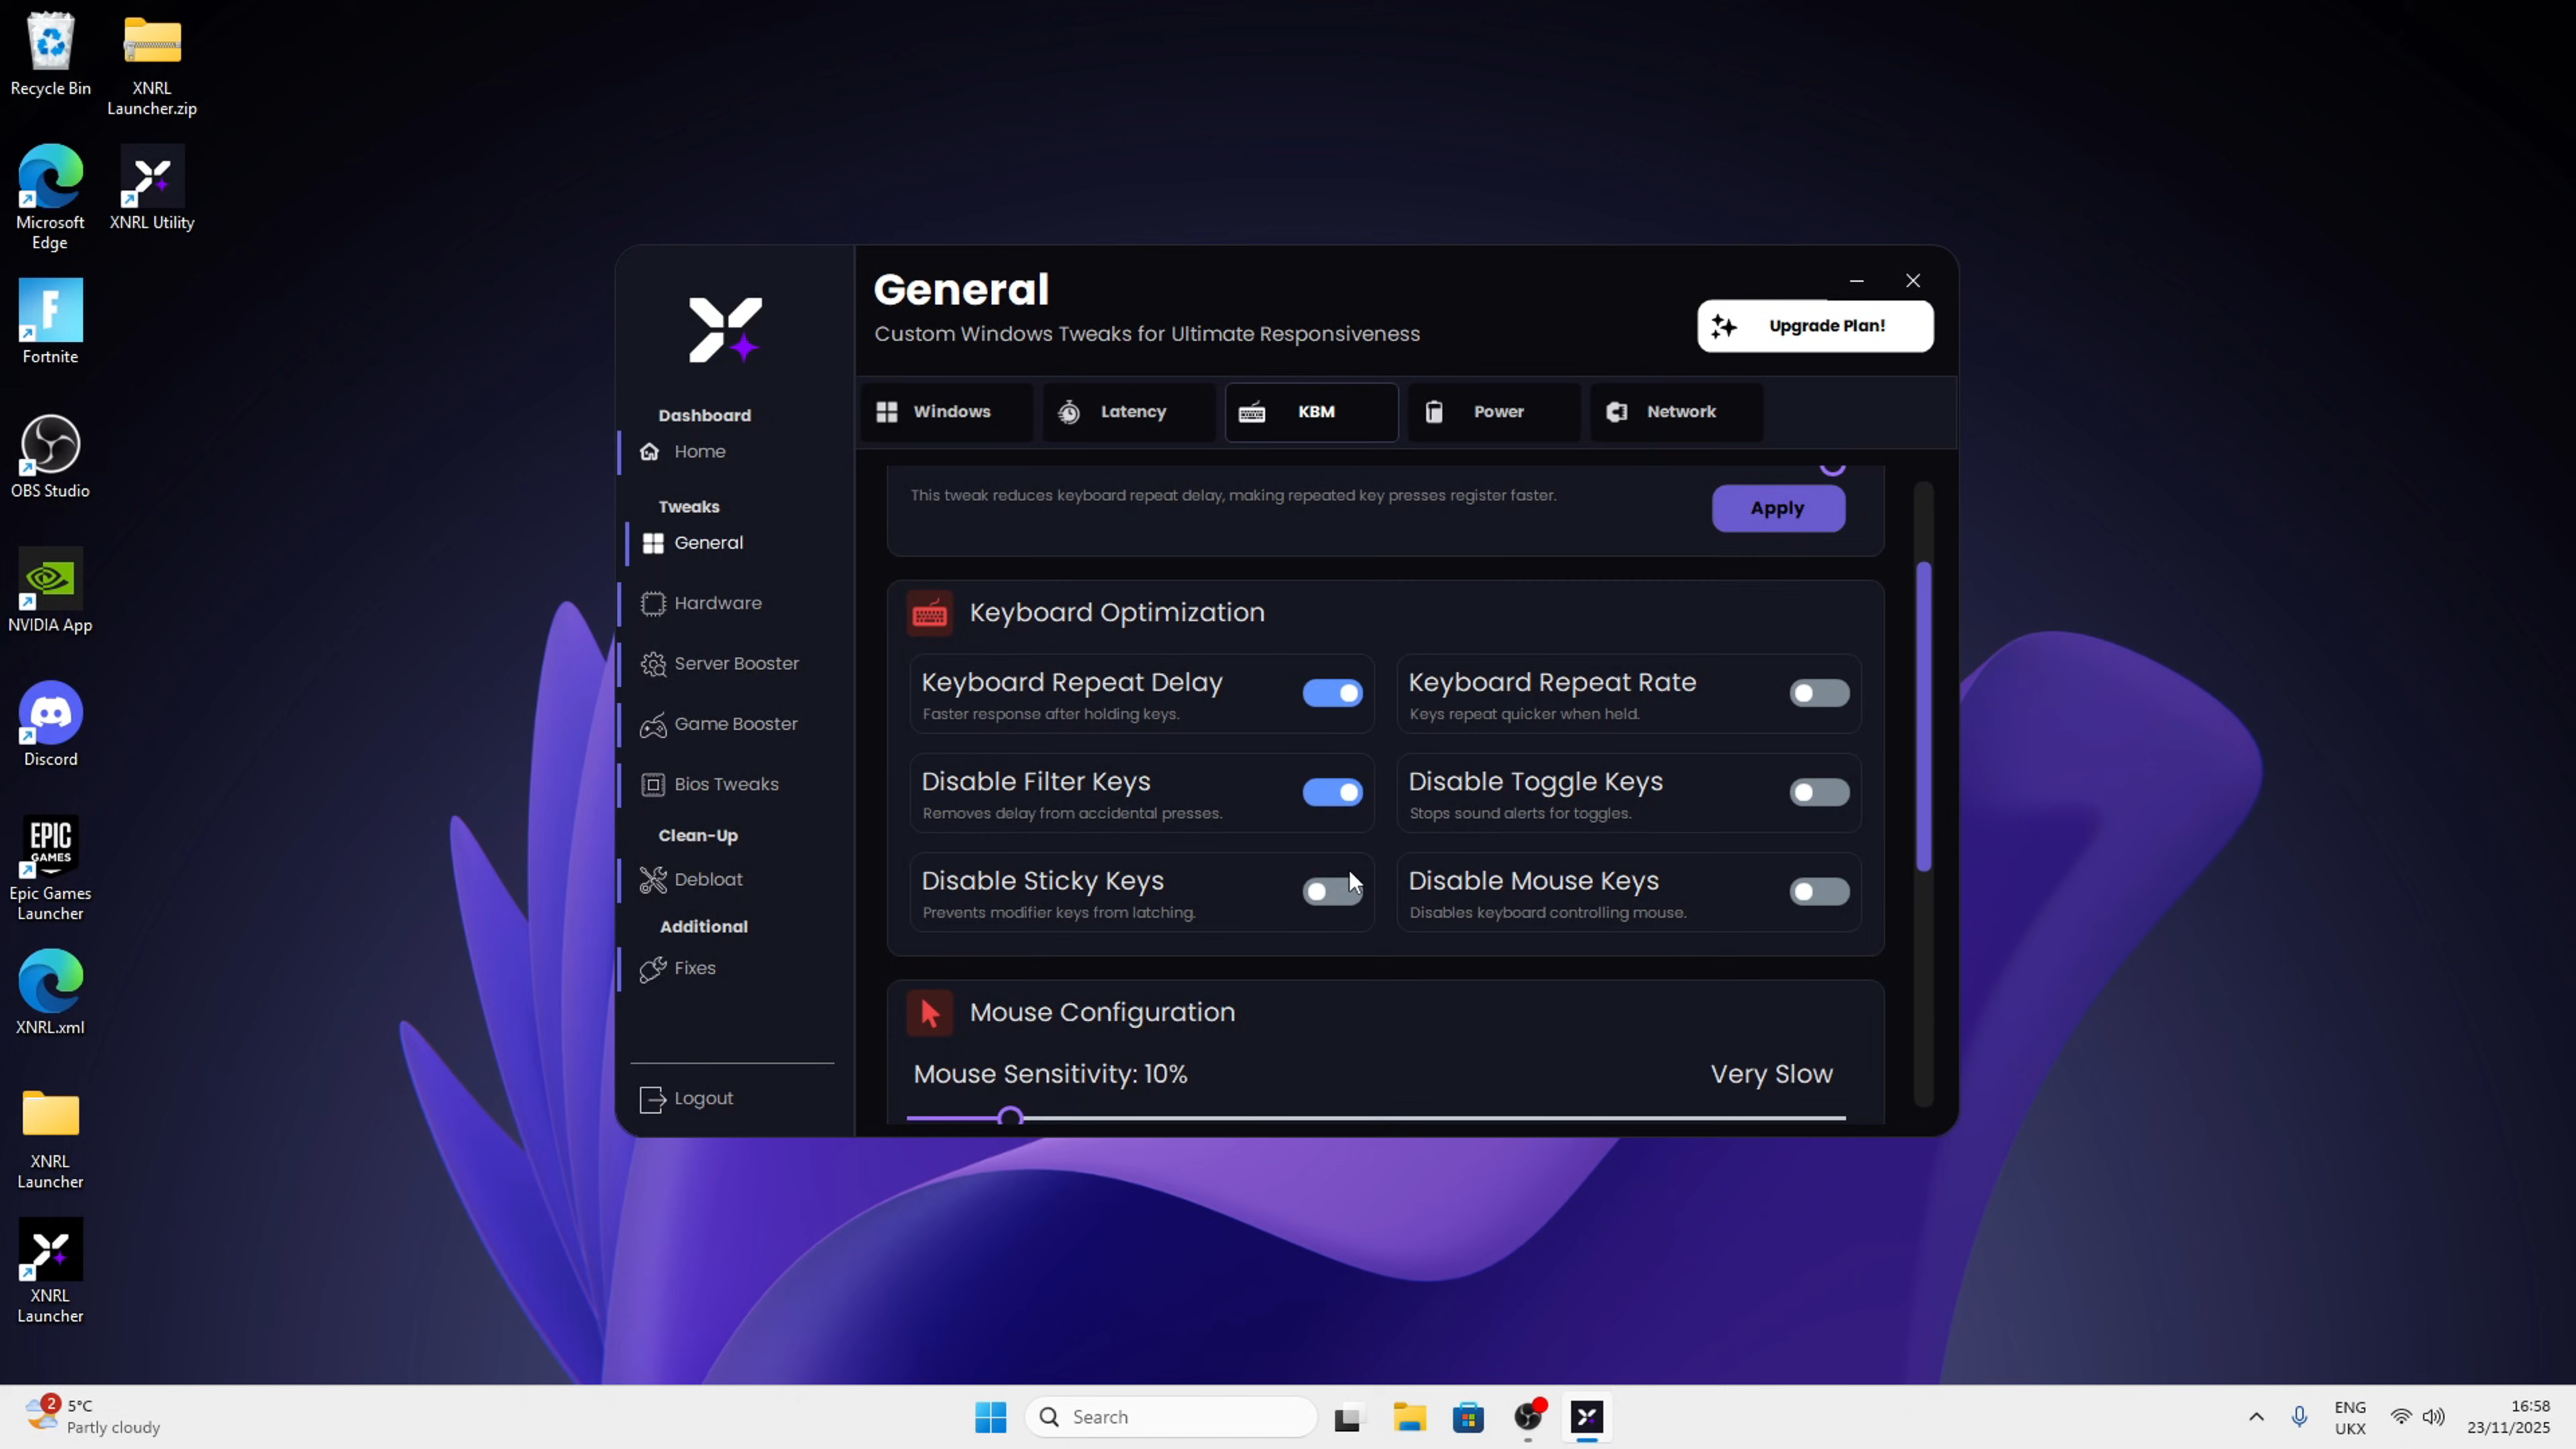 Recycle Bin
XNRL
Launcher.zip
Microsoft
Edge
XNRL Utility
Fortnite
OBS Studio
NVIDIA App
Discord
EPIC
GAMES
Epic Games
Launcher
XNRL.xml
XNRL
Launcher
XNRL
Launcher
General
Custom Windows Tweaks for Ultimate Responsiveness
Upgrade Plan!
Windows
Latency
KBM
Power
Network
Dashboard
Home
Tweaks
General
Hardware
Server Booster
Game Booster
Bios Tweaks
Clean-Up
Debloat
Additional
Fixes
Logout
This tweak reduces keyboard repeat delay, making repeated key presses register faster.
Apply
Keyboard Optimization
Keyboard Repeat Delay
Faster response after holding keys.
Keyboard Repeat Rate
Keys repeat quicker when held.
Disable Filter Keys
Removes delay from accidental presses.
Disable Toggle Keys
Stops sound alerts for toggles.
Disable Sticky Keys
Prevents modifier keys from latching.
Disable Mouse Keys
Disables keyboard controlling mouse.
Mouse Configuration
Mouse Sensitivity: 10%
Very Slow
2
5°C
Partly cloudy
Search
ENG
UKX
16:58
23/11/2025